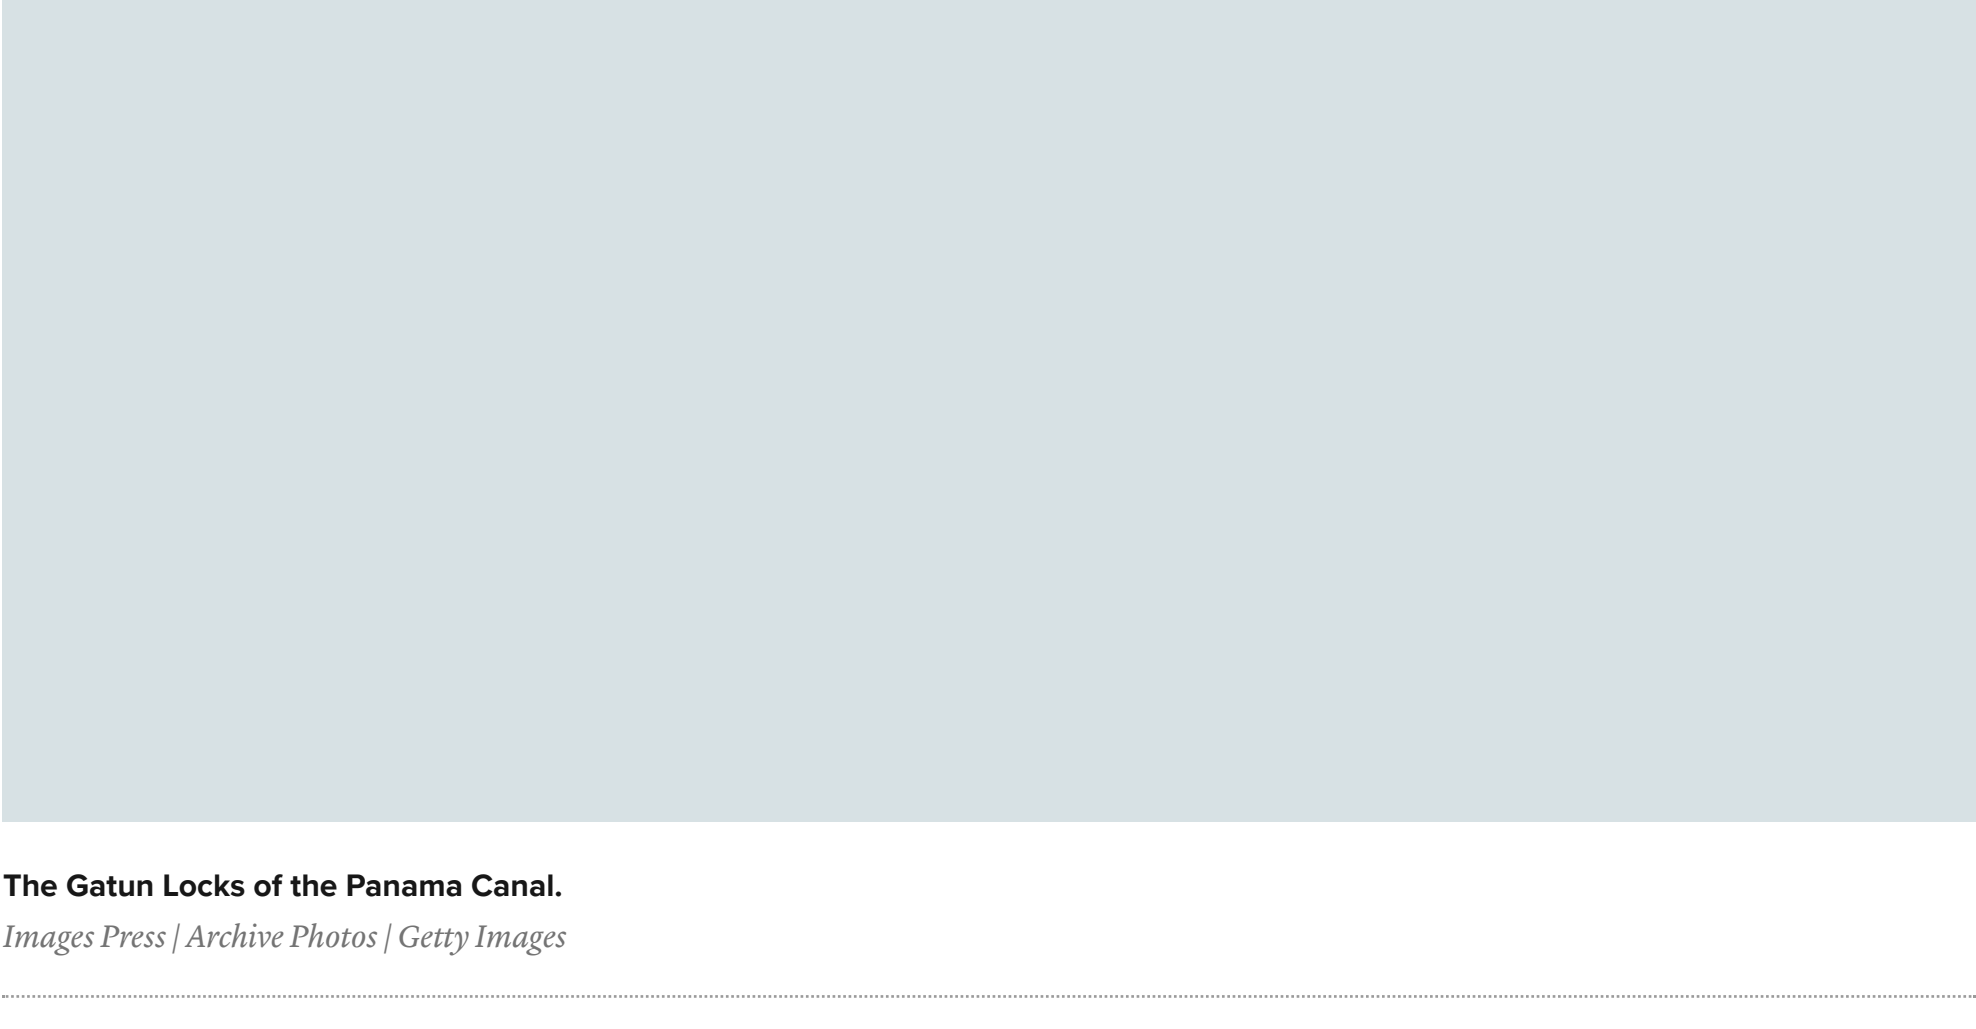 The Gatun Locks of the Panama Canal.
Images Press | Archive Photos | Getty Images